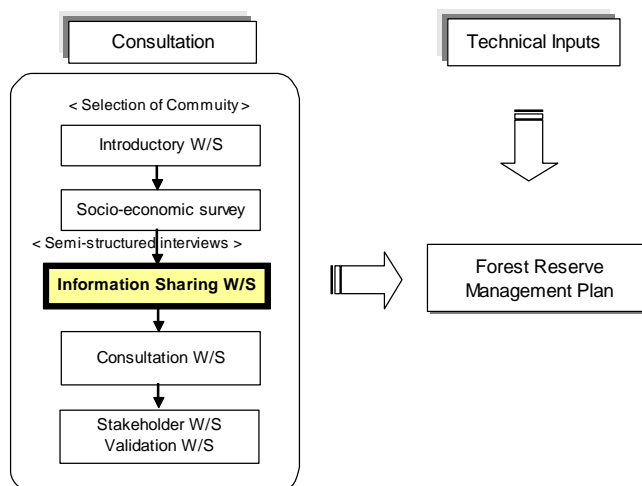 Consultation
Technical Inputs
< Selection of Commuity >
Introductory W/S
Socio-economic survey
< Semi-structured interviews >
Information Sharing W/S
Consultation W/S
Stakeholder W/S
Validation W/S
Forest Reserve
Management Plan